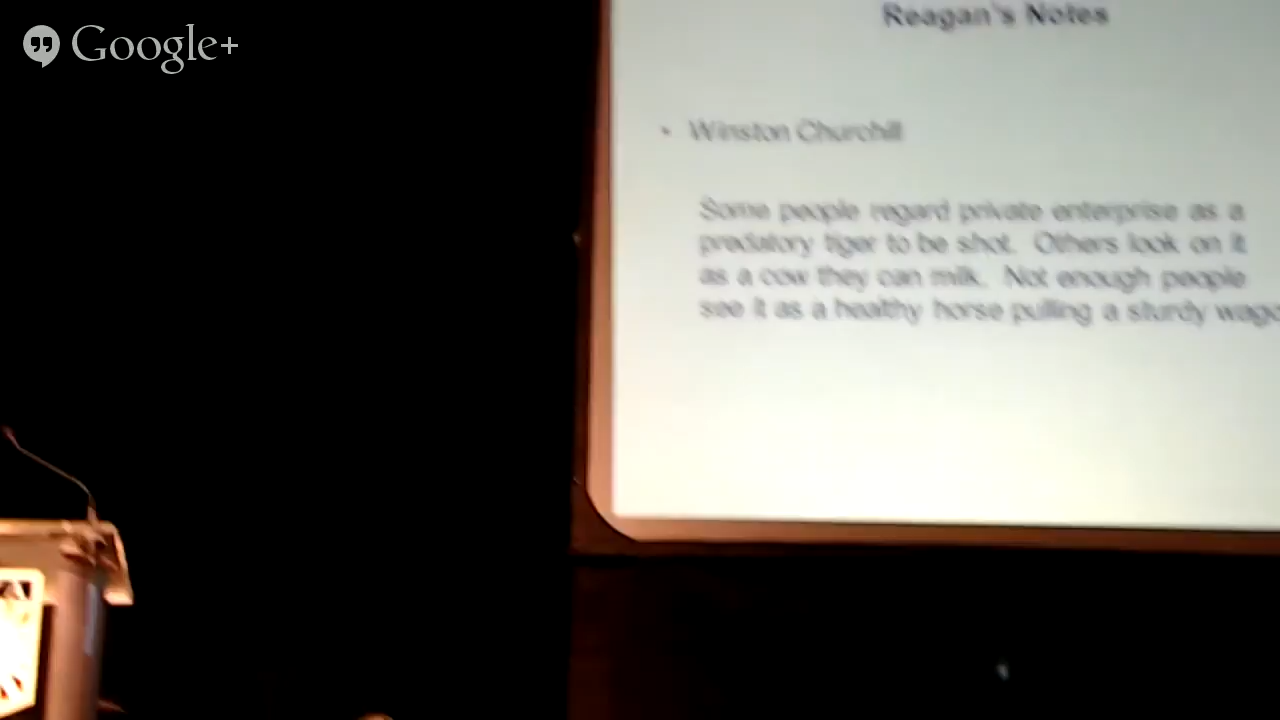 Google+
Reagan's Notes
• Winston Churchill
Some people regard private enterprise as a
predatory tiger to be shot. Others look on it
as a cow they can milk. Not enough people
see it as a healthy horse pulling a sturdy wago